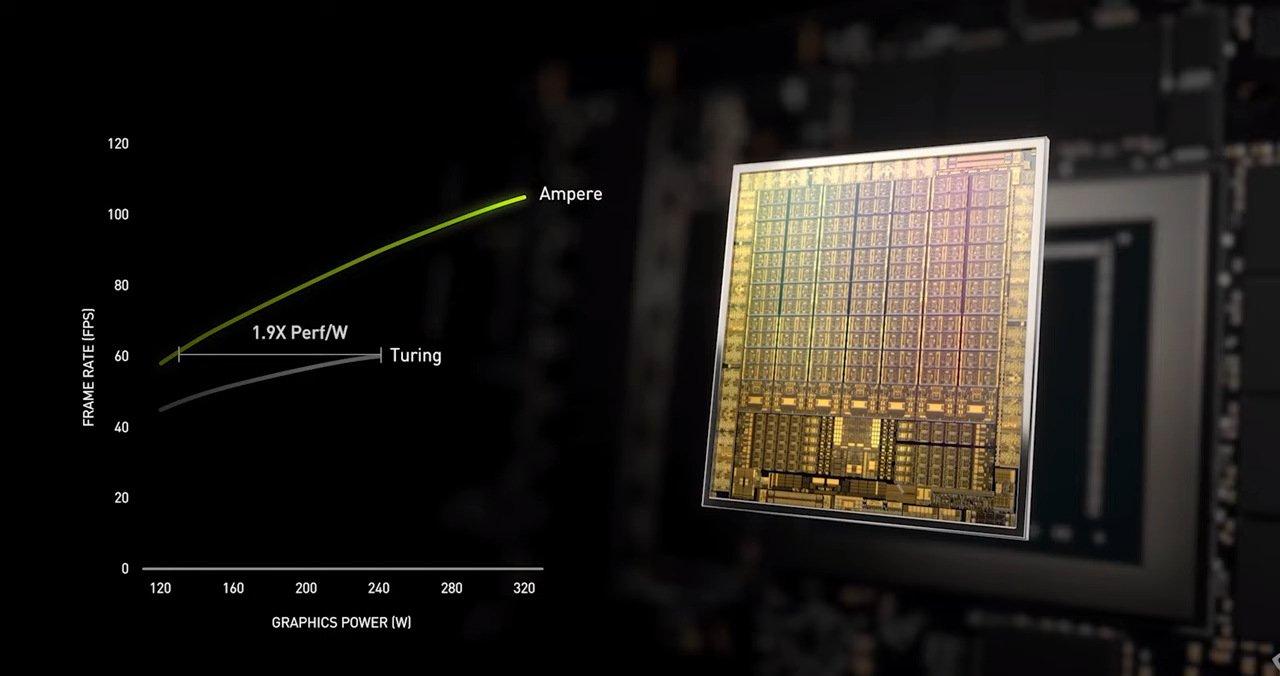 120
100
80
60
40
20
0
FRAME RATE (FPS)
Ampere
1.9X Perf/W
Turing
120 160 200 240 280 320
GRAPHICS POWER (W)